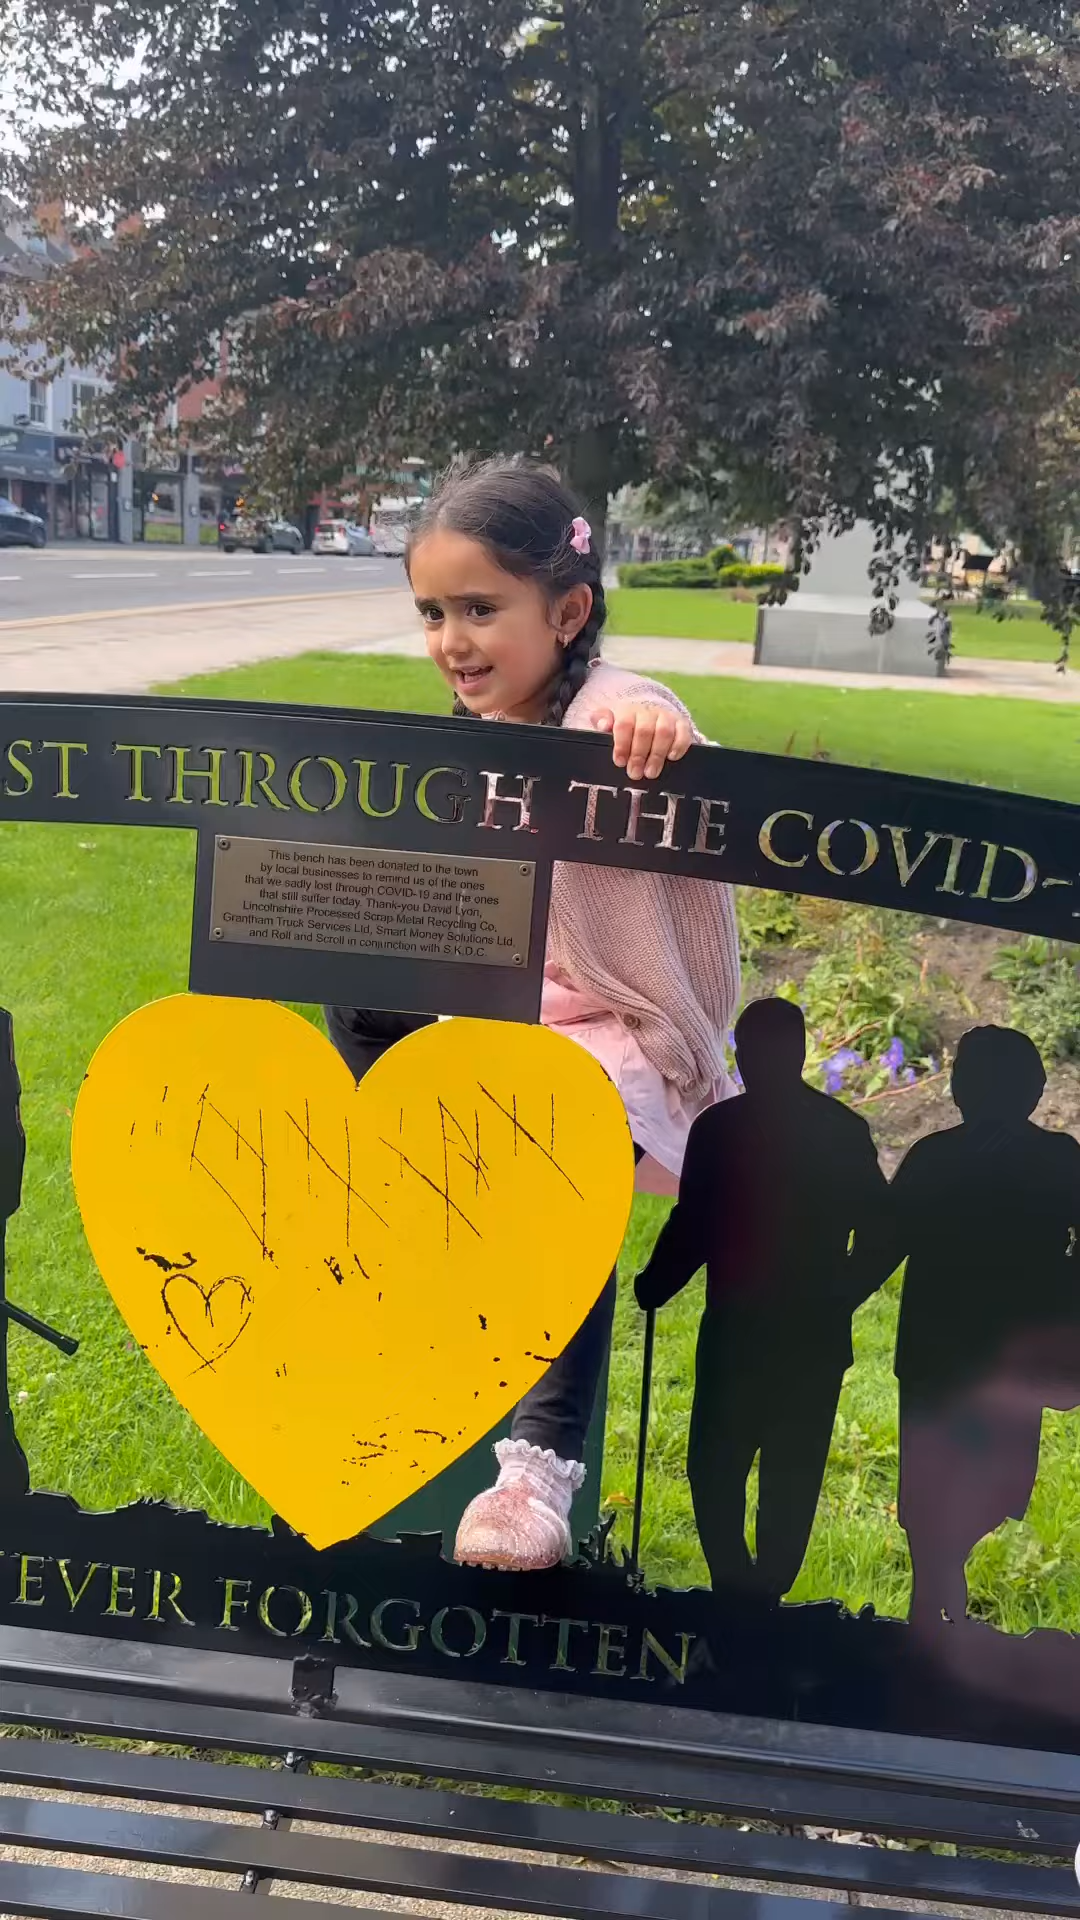 ST THROUGH THE COVID-
This bench has been donated to the town
by local businesses to remind us of the ones
that we sadly lost through COVID-19 and the ones
that still suffer today. Thank-you David Lyon,
Lincolnshire Processed Scrap Metal Recycling Co,
Grantham Truck Services Ltd, Smart Money Solutions Ltd,
and Roll and Scroll in conjunction with S.K.D.C.
EVER FORGOTTEN